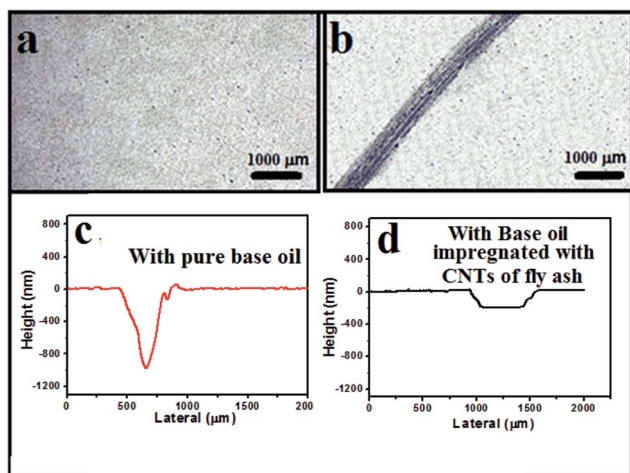 a
1000 µm
b
1000 µm
c
With pure base oil
800
400
0
-400
-800
-1200
Height (nm)
0
500
1000
1500
200
Lateral (µm)
d
With Base oil
impregnated with
CNTs of fly ash
800
400
0
-400
-800
-1200
Height (nm)
0
500
1000
1500
2000
Lateral (µm)